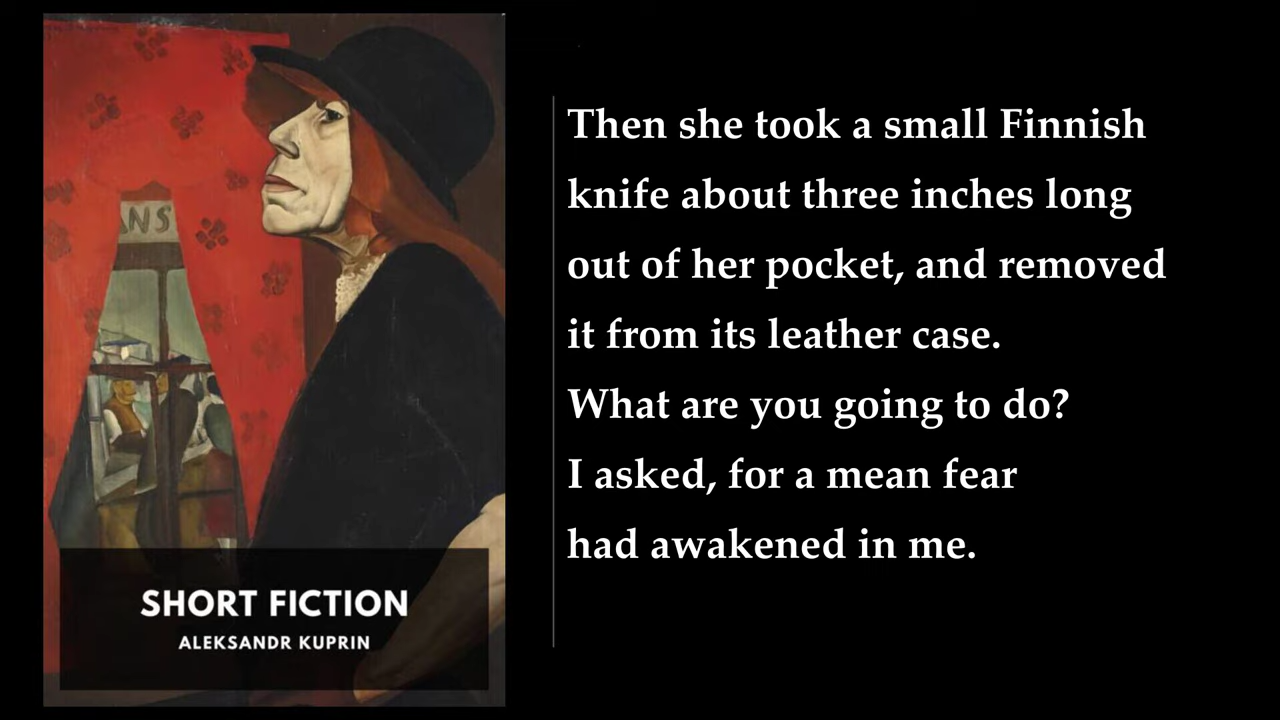 ANS
SHORT FICTION
ALEKSANDR KUPRIN
Then she took a small Finnish
knife about three inches long
out of her pocket, and removed
it from its leather case.
What are you going to do?
I asked, for a mean fear
had awakened in me.